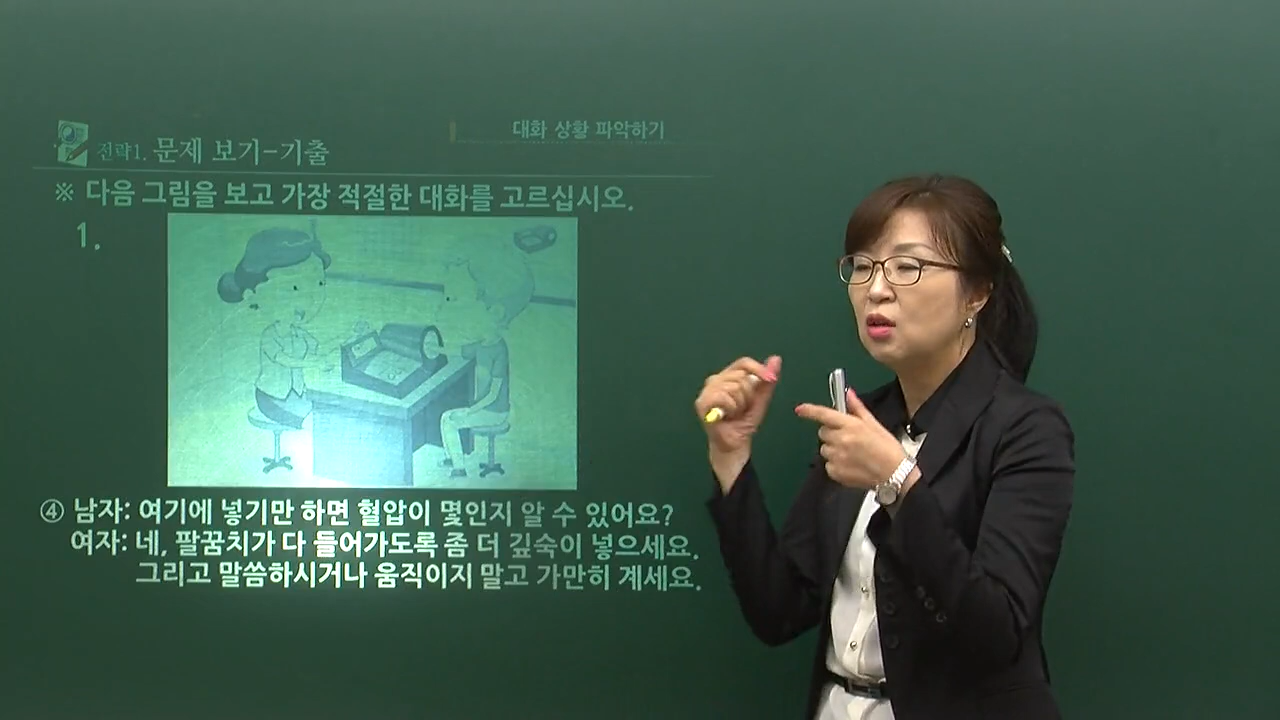 대화 상황 파악하기
전략1. 문제 보기-기출
※ 다음 그림을 보고 가장 적절한 대화를 고르십시오.
1.
④ 남자: 여기에 넣기만 하면 혈압이 몇인지 알 수 있어요?
여자: 네, 팔꿈치가 다 들어가도록 좀 더 깊숙이 넣으세요.
그리고 말씀하시거나 움직이지 말고 가만히 계세요.